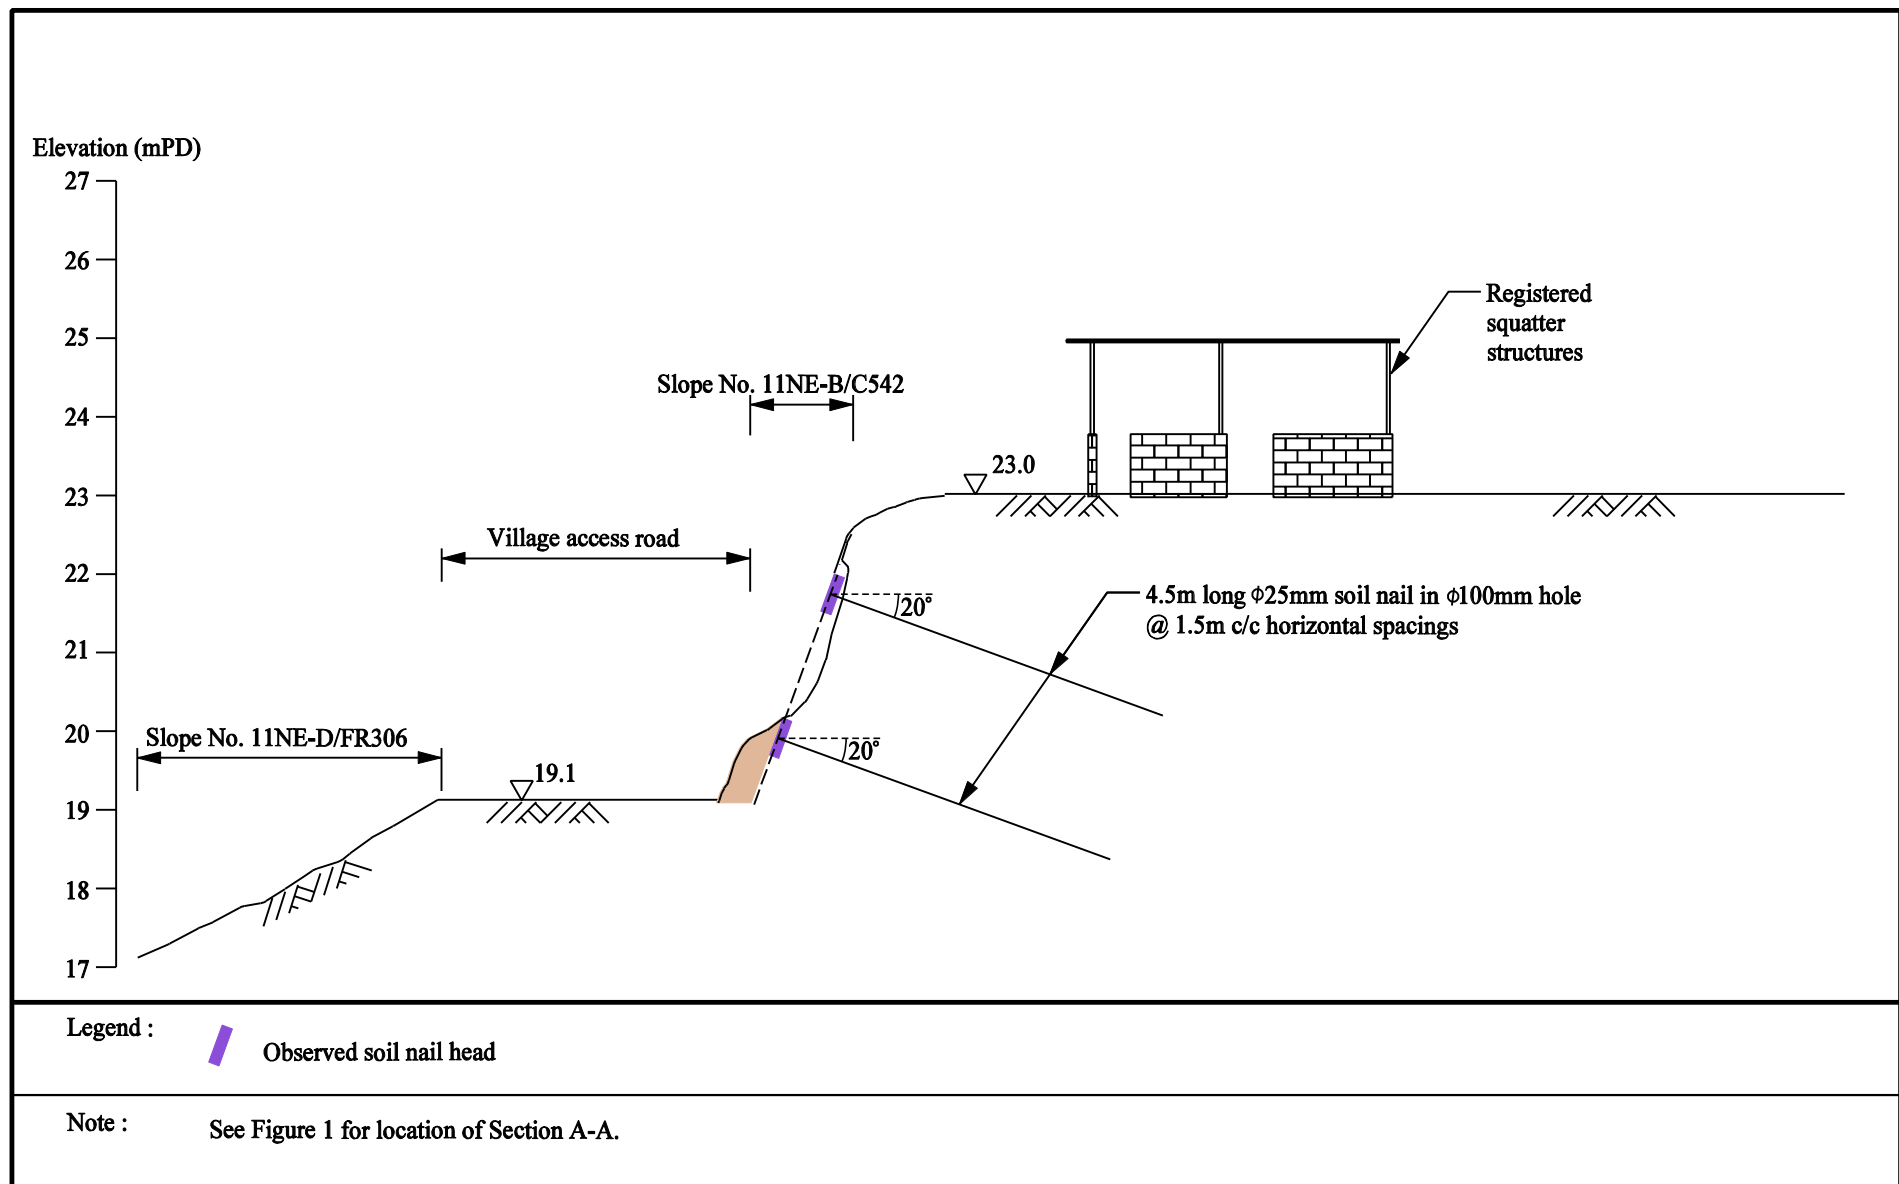 Elevation (mPD)
27
26
25
24
23
22
21
20
19
18
17
Registered
squatter
structures
Slope No. 11NE-B/C542
23.0
Village access road
20°
4.5m long ϕ25mm soil nail in ϕ100mm hole
@ 1.5m c/c horizontal spacings
Slope No. 11NE-D/FR306
20°
19.1
Legend :
Observed soil nail head
Note :
See Figure 1 for location of Section A-A.